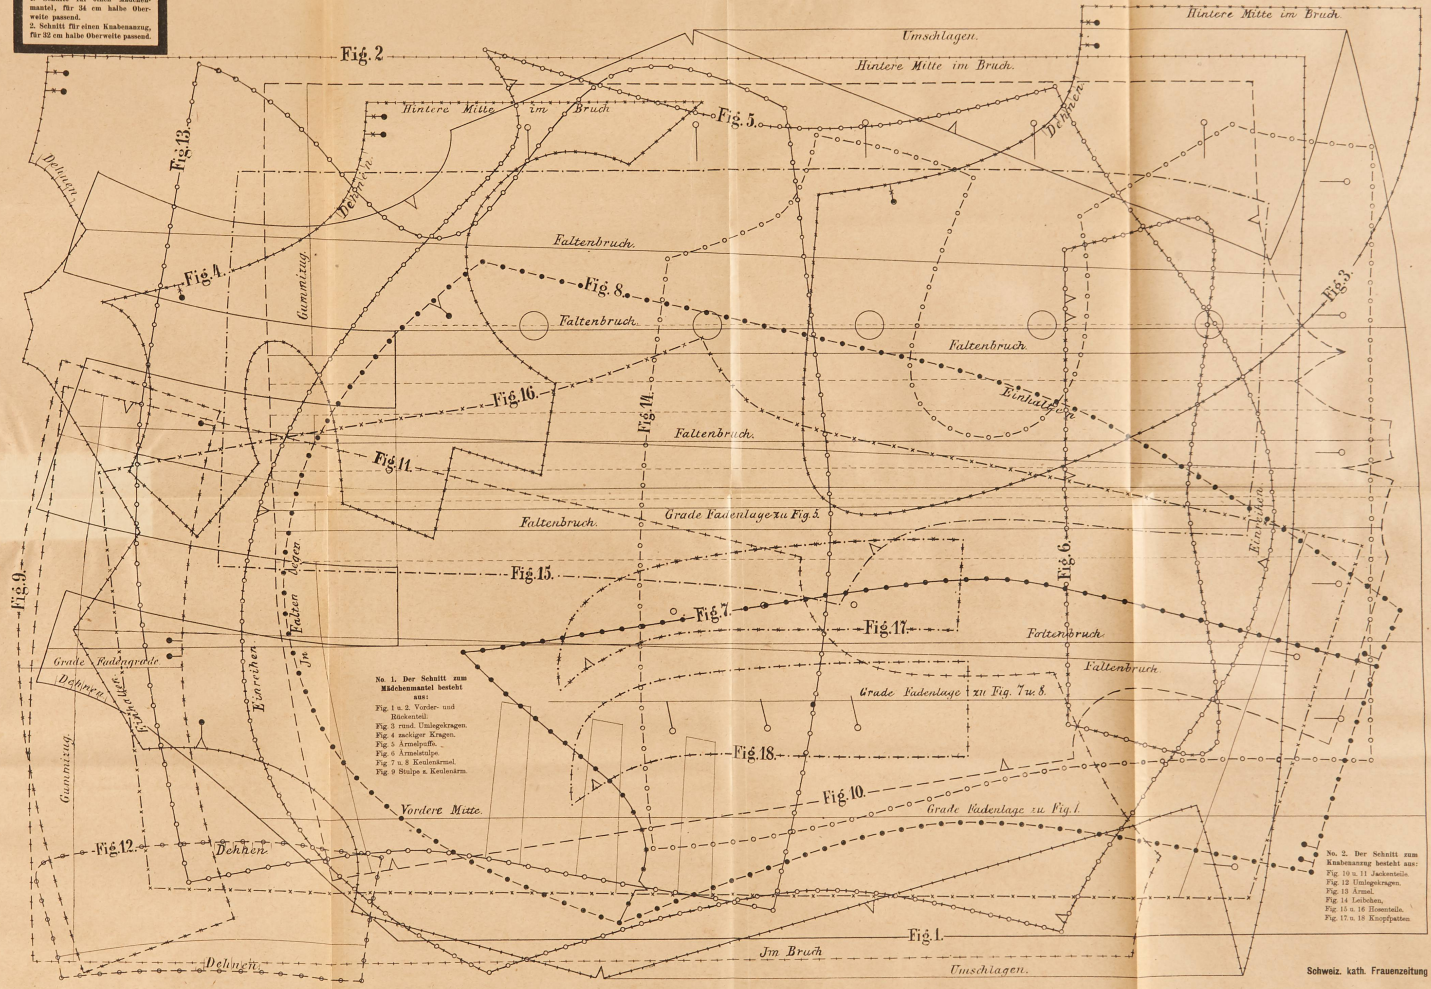 mantel, für 34 cm halbe Ober-
weite passend.
2. Schnitt für einen Knabenanzug,
für 32 cm halbe Oberweite passend.
Hintere Mitte im Bruch.
Umschlagen.
Fig. 2
Hintere Mitte im Bruch.
Hintere Mitte im Bruch
Fig. 5.
Dehnen.
Fig. 13.
Dehnen
Dehnen.
Faltenbruch.
Fig. 4.
Gummizug.
Fig. 8.
Fig. 3.
Faltenbruch.
Faltenbruch.
Einhalten
Fig. 16.
Fig. 14.
Faltenbruch.
Fig. 11.
Grade Fadenlage zu Fig. 5.
Faltenbruch.
Einreihen.
Fig. 6.
Fig. 9.
Fig. 15.
In Falten legen
Fig. 7.
Fig. 17.
Faltenbruch
Faltenbruch.
Grade Fadengrade
Dehnen.
Einhalten.
Einreihen
No. 1. Der Schnitt zum
Mädchenmantel besteht
aus:
Fig. 1 u. 2. Vorder- und
Rückenteil.
Fig. 3 rund. Umlegekragen.
Fig. 4 zackiger Kragen.
Fig. 5 Ärmelpuffe.
Fig. 6 Ärmelstulpe.
Fig. 7 u. 8 Keulenärmel.
Fig. 9 Stulpe z. Keulenärm.
Grade Fadenlage zu Fig. 7 u. 8.
Fig. 18.
Gummizug.
Fig. 10.
Vordere Mitte.
Grade Fadenlage zu Fig. 1.
Fig. 12.
Dehnen
No. 2. Der Schnitt zum
Knabenanzug besteht aus:
Fig. 10 u. 11 Jackenteile.
Fig. 12 Umlegekragen.
Fig. 13 Ärmel.
Fig. 14 Leibchen.
Fig. 15 u. 16 Hosenteile.
Fig. 17 u. 18 Knopfpatten.
Fig. 1.
Im Bruch
Dehnen.
Umschlagen.
Schweiz. kath. Frauenzeitung